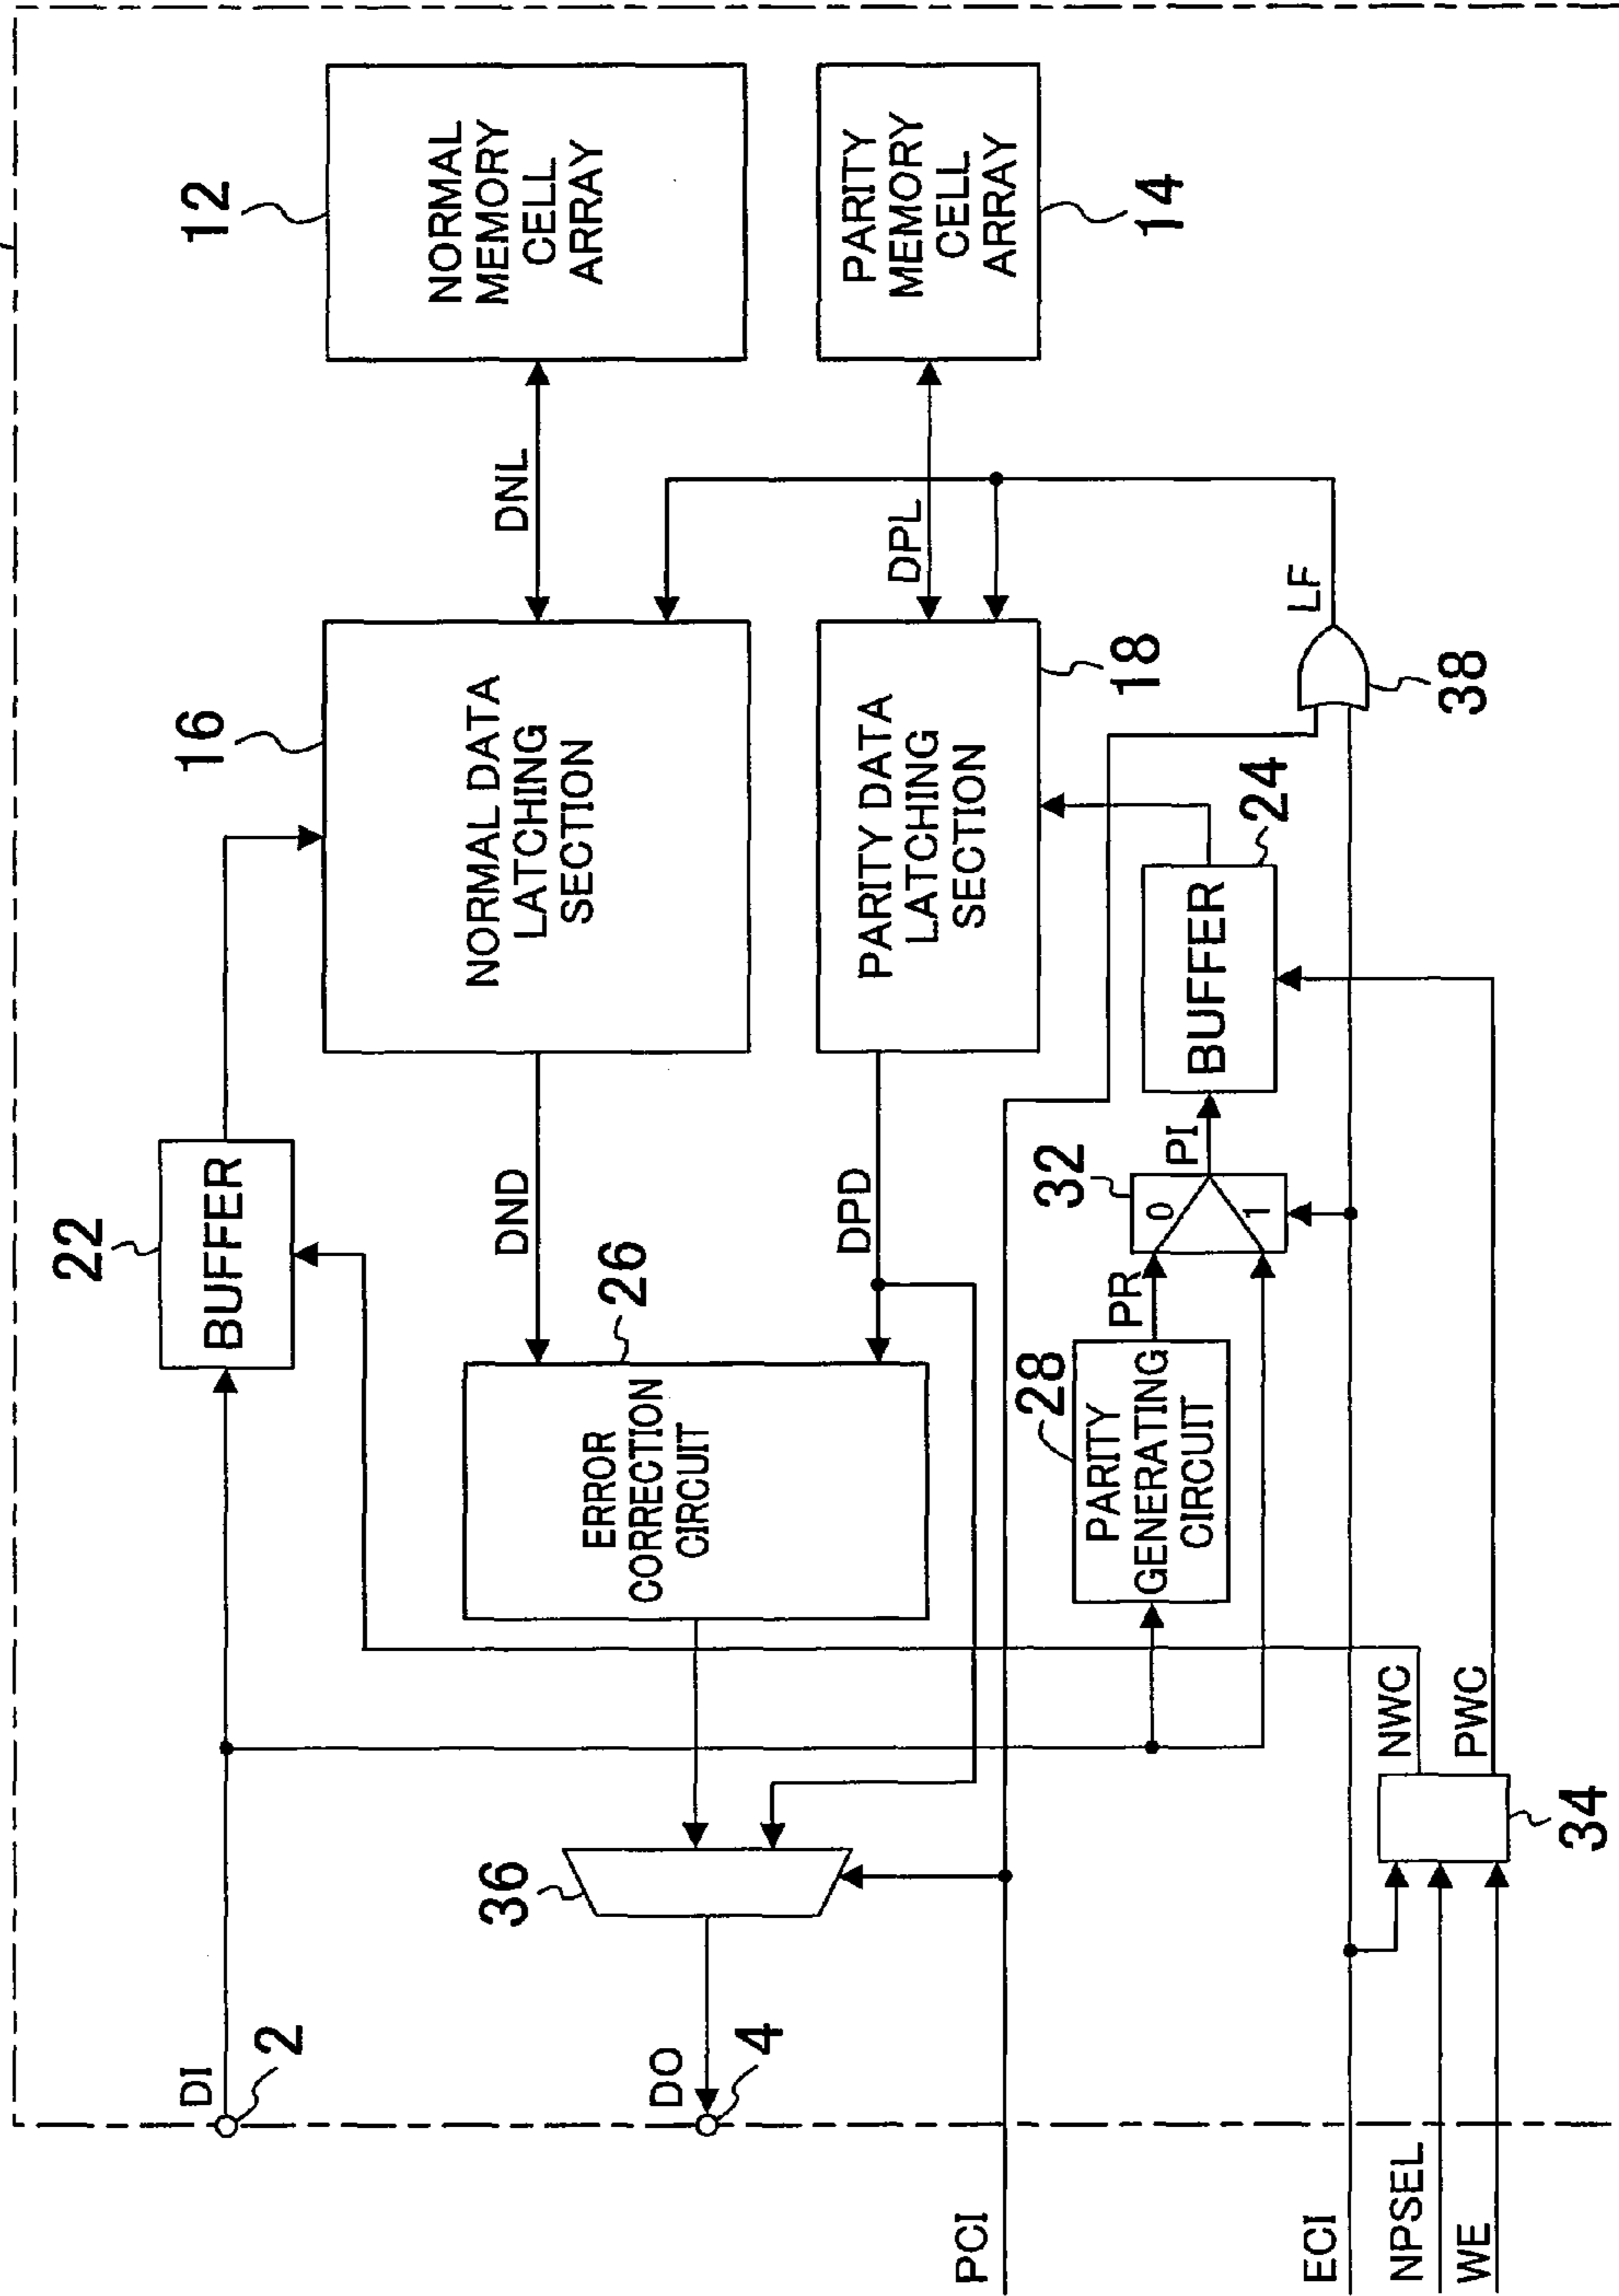 12
NORMAL
MEMORY
CELL
ARRAY
PARITY
MEMORY
CELL
ARRAY
14
DNL
DPL
16
NORMAL DATA
LATCHING
SECTION
PARITY DATA
LATCHING
SECTION
18
LF
38
22
BUFFER
DND
DPD
BUFFER
24
32
0
1
PI
PR
26
ERROR
CORRECTION
CIRCUIT
28
PARITY
GENERATING
CIRCUIT
36
NWC
PWC
34
DI
2
DO
4
PCI
ECI
NPSEL
WE